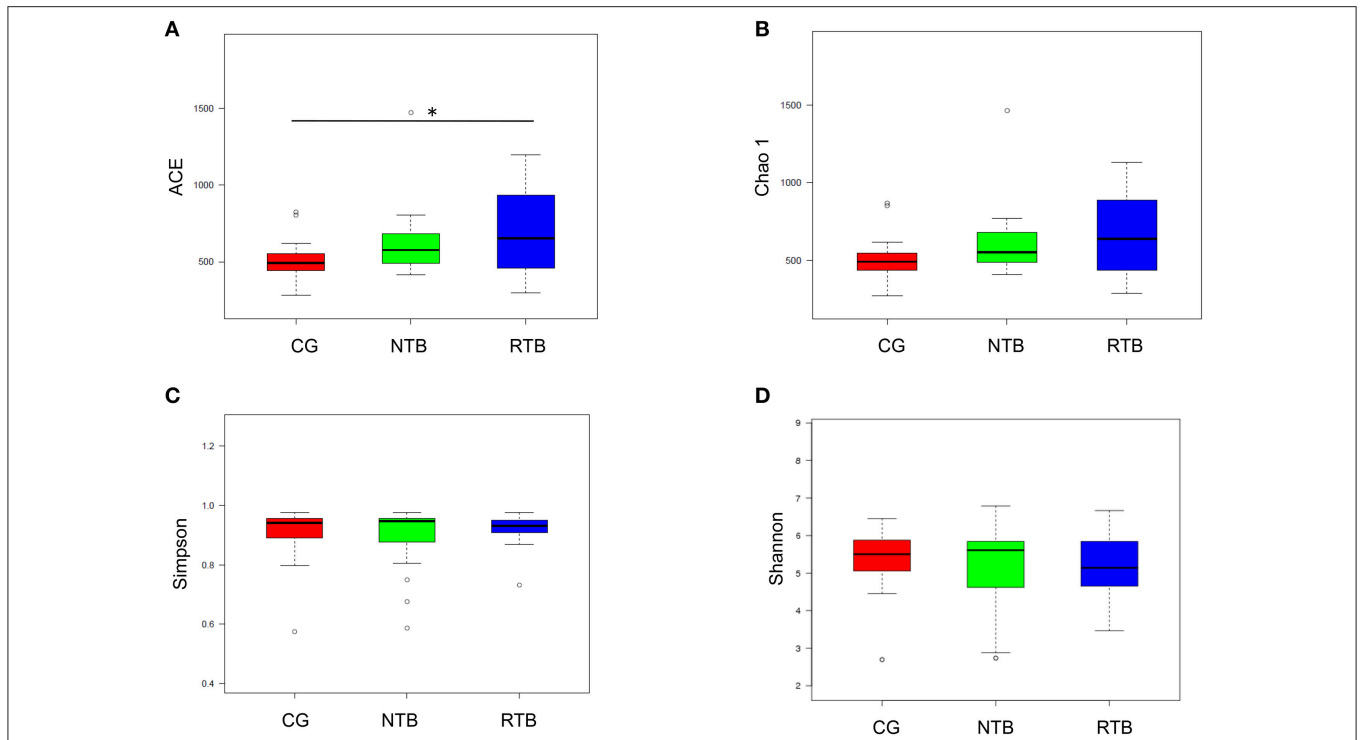 A
ACE
1500
1000
500
*
CG NTB RTB
B
Chao 1
1500
1000
500
CG NTB RTB
C
Simpson
1.2
1.0
0.8
0.6
0.4
CG NTB RTB
D
Shannon
9
8
7
6
5
4
3
2
CG NTB RTB